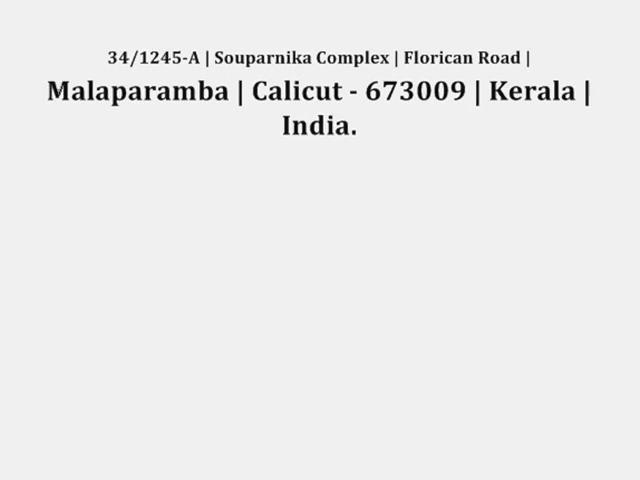 34/1245-A | Souparnika Complex | Florican Road |
Malaparamba | Calicut - 673009 | Kerala |
India.